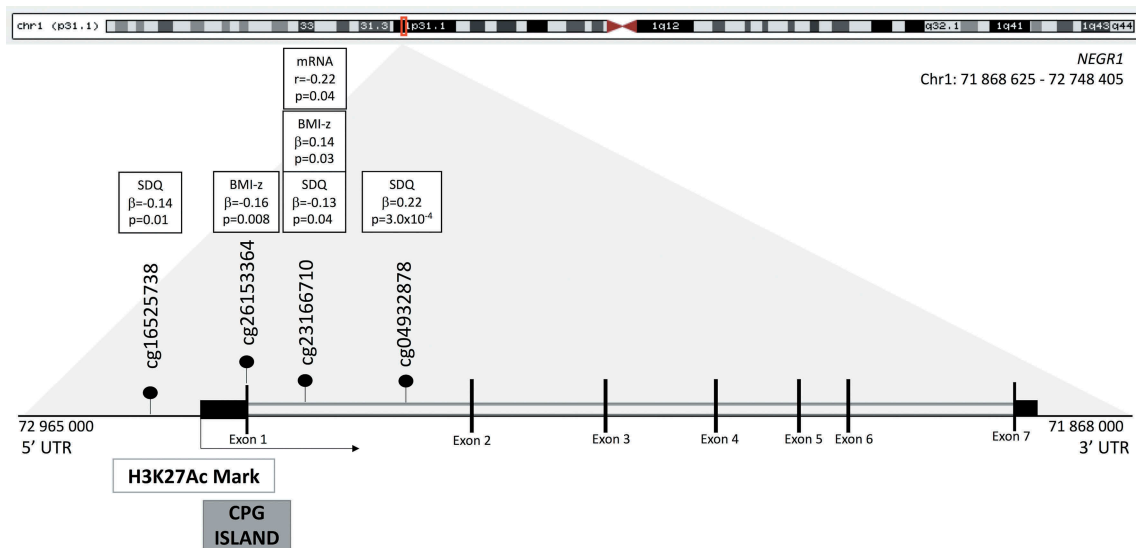 chr1 (p31.1) 33 31.3 1p31.1 1q12 q32.1 1q41 1q43 q44
NEGR1
Chr1: 71 868 625 - 72 748 405
mRNA
r=-0.22
p=0.04
BMI-z
β=0.14
p=0.03
SDQ
β=-0.14
p=0.01
BMI-z
β=-0.16
p=0.008
SDQ
β=-0.13
p=0.04
SDQ
β=0.22
p=3.0x10⁻⁴
cg16525738
cg26153364
cg23166710
cg04932878
72 965 000
5' UTR
Exon 1
Exon 2
Exon 3
Exon 4
Exon 5
Exon 6
Exon 7
71 868 000
3' UTR
H3K27Ac Mark
CPG
ISLAND